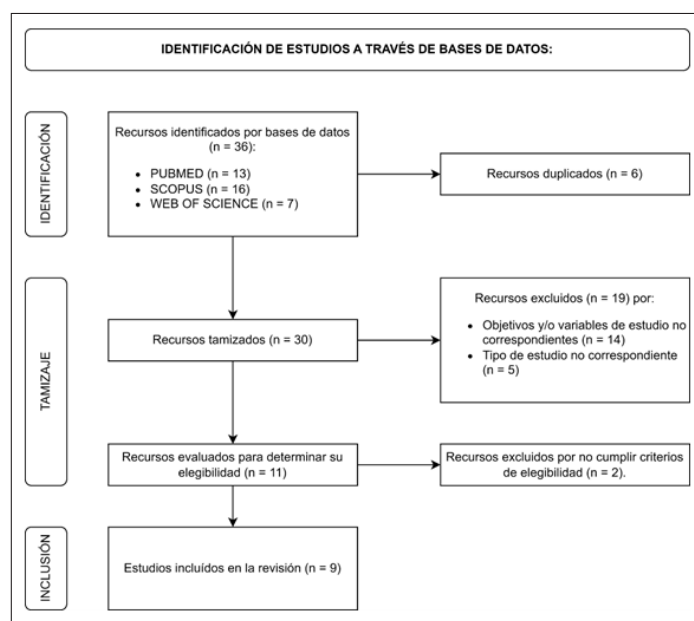 IDENTIFICACIÓN DE ESTUDIOS A TRAVÉS DE BASES DE DATOS:
IDENTIFICACIÓN
Recursos identificados por bases de datos
(n = 36):
• PUBMED (n = 13)
• SCOPUS (n = 16)
• WEB OF SCIENCE (n = 7)
Recursos duplicados (n = 6)
TAMIZAJE
Recursos tamizados (n = 30)
Recursos excluidos (n = 19) por:
• Objetivos y/o variables de estudio no
correspondientes (n = 14)
• Tipo de estudio no correspondiente
(n = 5)
Recursos evaluados para determinar su
elegibilidad (n = 11)
Recursos excluidos por no cumplir criterios
de elegibilidad (n = 2).
INCLUSIÓN
Estudios incluídos en la revisión (n = 9)